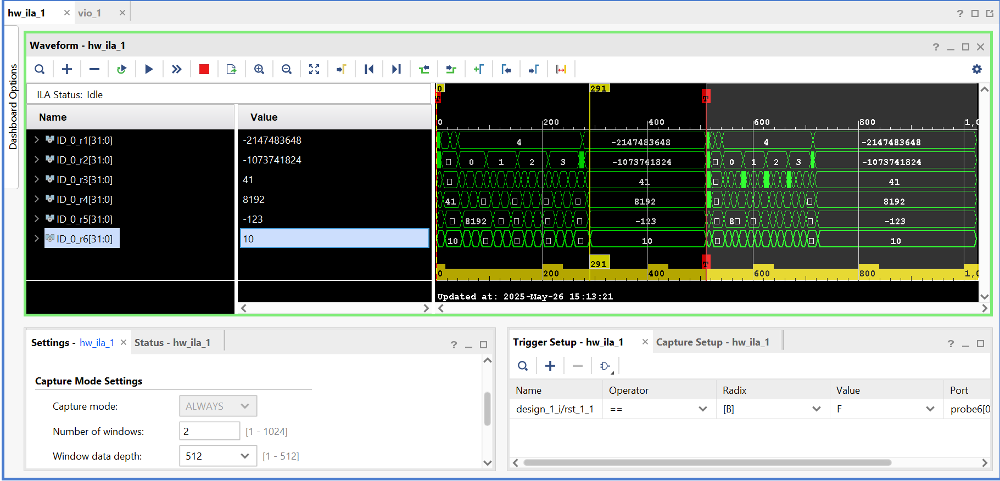 hw_ila_1
vio_1
Dashboard Options
Waveform - hw_ila_1
ILA Status: Idle
Name
Value
ID_0_r1[31:0]
-2147483648
ID_0_r2[31:0]
-1073741824
ID_0_r3[31:0]
41
ID_0_r4[31:0]
8192
ID_0_r5[31:0]
-123
ID_0_r6[31:0]
10
0
291
T
T
0
200
400
600
800
1,0
4
-2147483648
4
-2147483648
0
1
2
3
-1073741824
0
1
2
3
-1073741824
41
41
41
8192
8192
8192
-123
8
-123
10
10
10
291
T
0
200
400
600
800
1,0
Updated at: 2025-May-26 15:13:21
Settings - hw_ila_1
Status - hw_ila_1
Capture Mode Settings
Capture mode:
ALWAYS
Number of windows:
2
[1 - 1024]
Window data depth:
512
[1 - 512]
Trigger Setup - hw_ila_1
Capture Setup - hw_ila_1
Name
Operator
Radix
Value
Port
design_1_i/rst_1_1
==
[B]
F
probe6[0